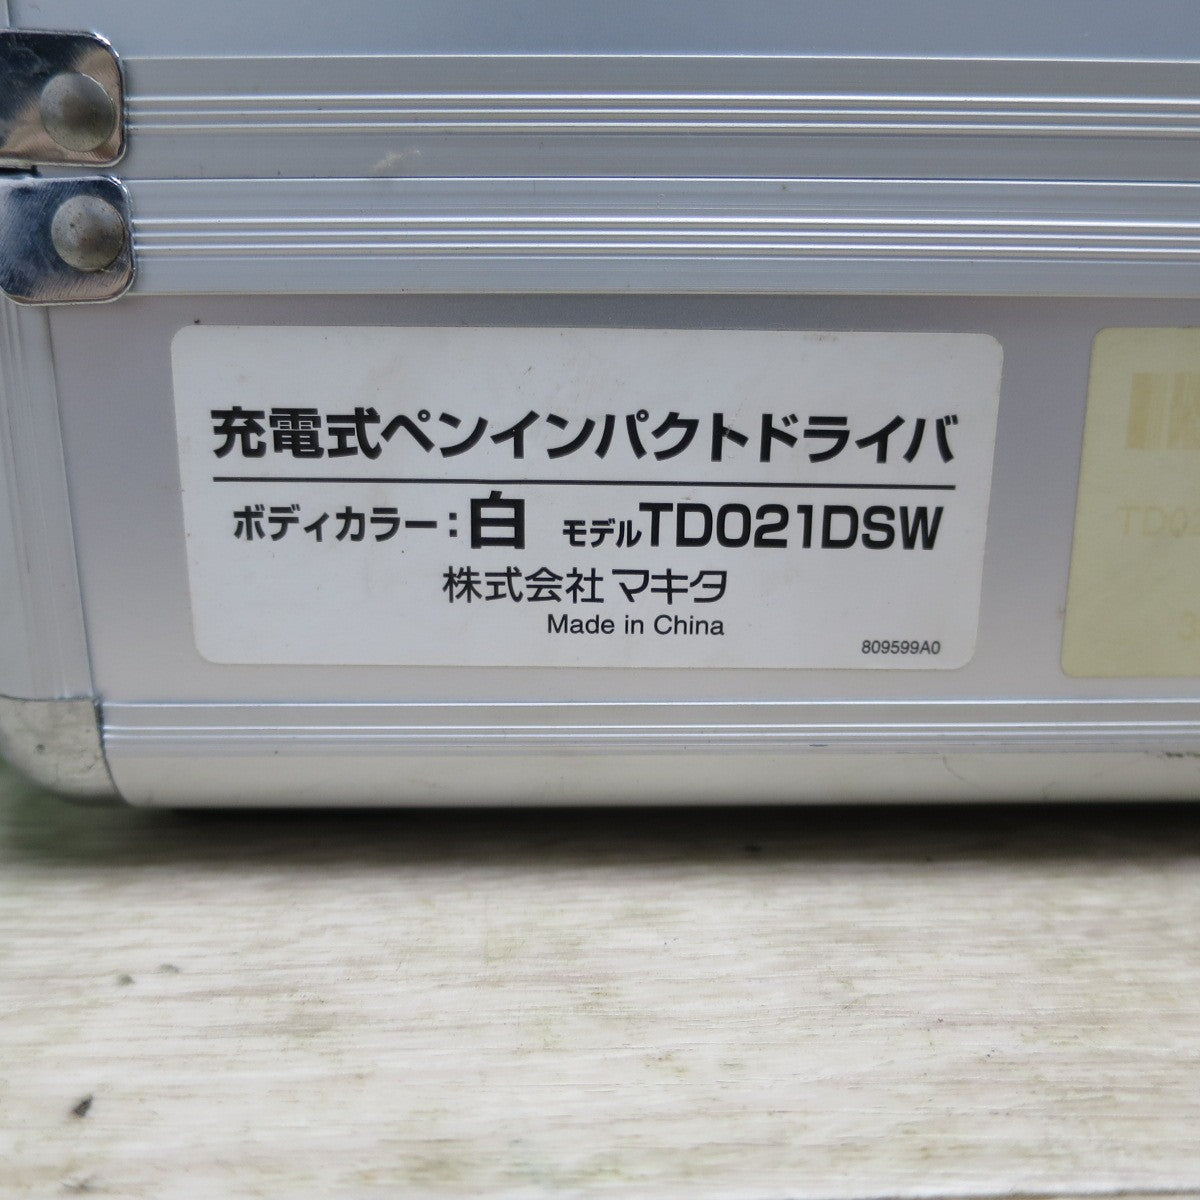 充電式ペンインパクトドライバ
ボディカラー:白 モデルTD021DSW
株式会社マキタ
Made in China
809599A0